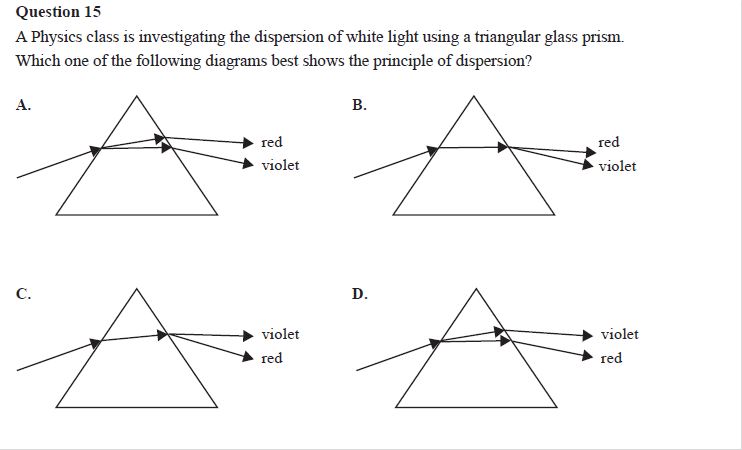 Question 15
A Physics class is investigating the dispersion of white light using a triangular glass prism.
Which one of the following diagrams best shows the principle of dispersion?
A.
red
violet
B.
red
violet
C.
violet
red
D.
violet
red